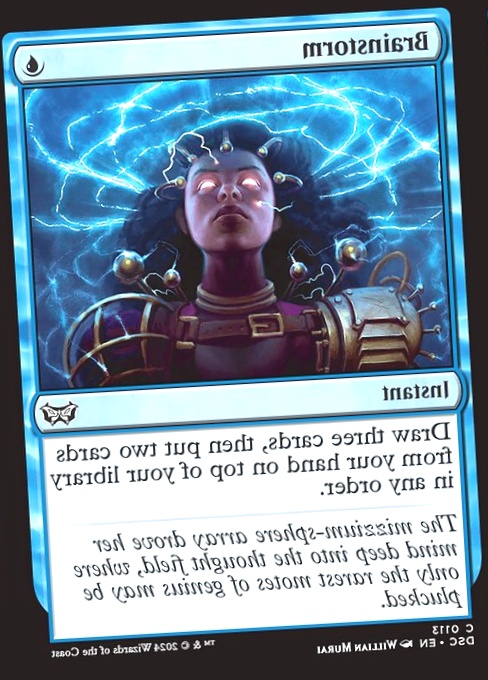 Brainstorm
Instant
Draw three cards, then put two cards
from your hand on top of your library
in any order.
The mizzium-sphere array drove her
mind deep into the thought field, where
only the rarest motes of genius may be
plucked.
C 0113
DSC • EN WILLIAN MURAI
™ & © 2024 Wizards of the Coast